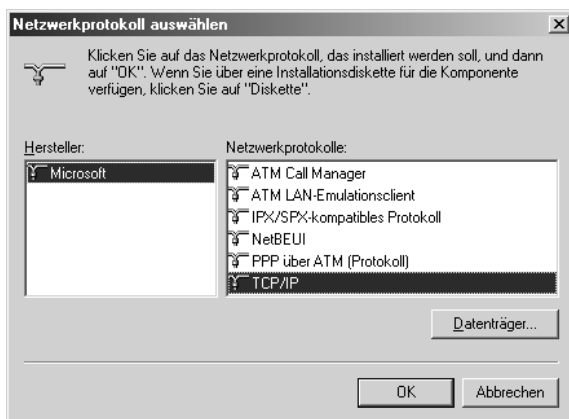 Netzwerkprotokoll auswählen
Klicken Sie auf das Netzwerkprotokoll, das installiert werden soll, und dann
auf "OK". Wenn Sie über eine Installationsdiskette für die Komponente
verfügen, klicken Sie auf "Diskette".
Hersteller:
Microsoft
Netzwerkprotokolle:
ATM Call Manager
ATM LAN-Emulationsclient
IPX/SPX-kompatibles Protokoll
NetBEUI
PPP über ATM (Protokoll)
TCP/IP
Datenträger...
OK
Abbrechen